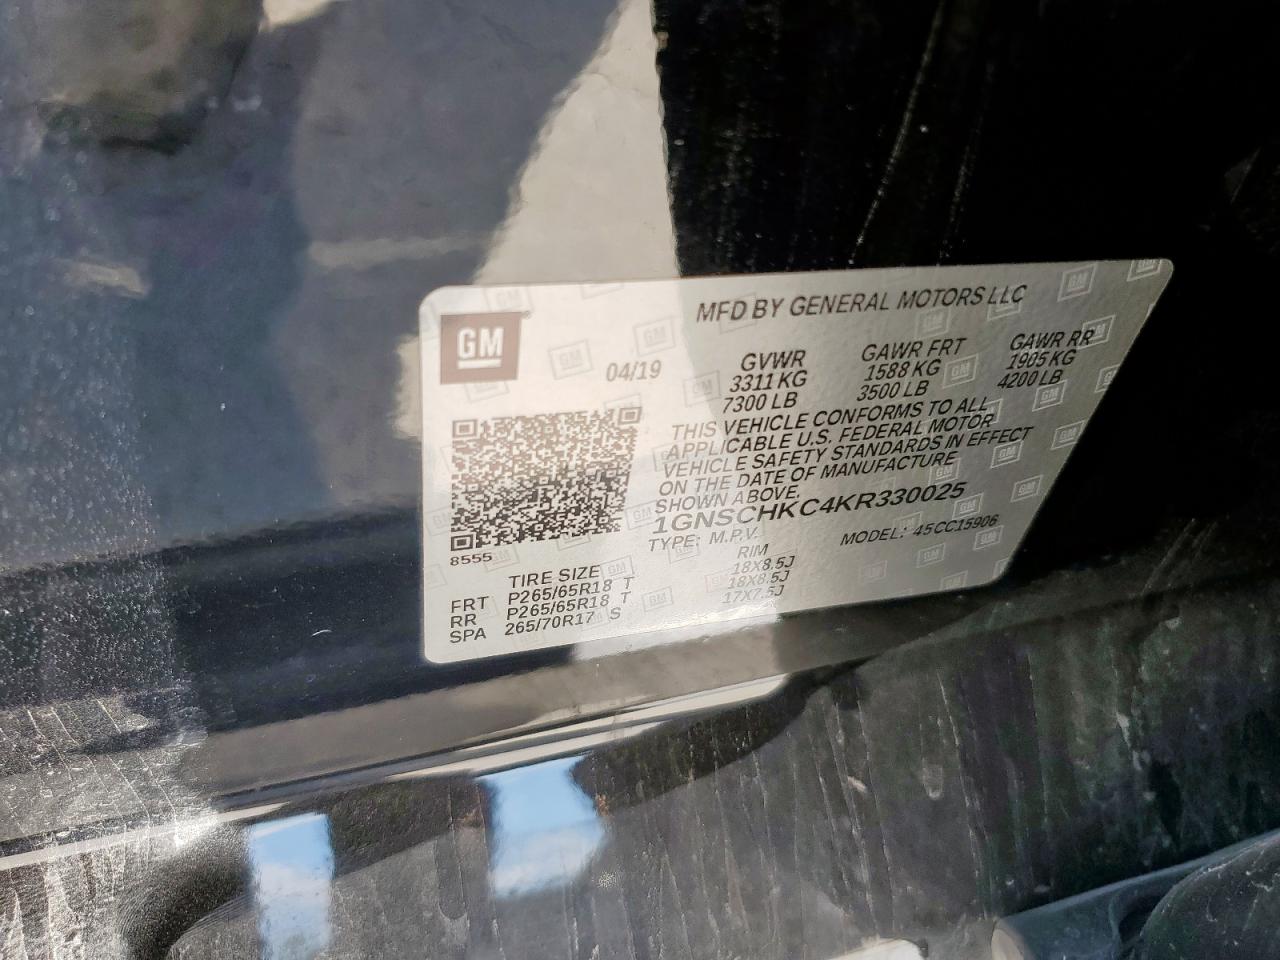 MFD BY GENERAL MOTORS LLC
GM
04/19
GVWR GAWR FRT GAWR RR
3311 KG 1588 KG 1905 KG
7300 LB 3500 LB 4200 LB
THIS VEHICLE CONFORMS TO ALL
APPLICABLE U.S. FEDERAL MOTOR
VEHICLE SAFETY STANDARDS IN EFFECT
ON THE DATE OF MANUFACTURE
SHOWN ABOVE.
1GNSCHKC4KR330025
8555
TYPE: M.P.V. MODEL: 45CC15906
TIRE SIZE RIM
FRT P265/65R18 T 18X8.5J
RR P265/65R18 T 18X8.5J
SPA 265/70R17 S 17X7.5J